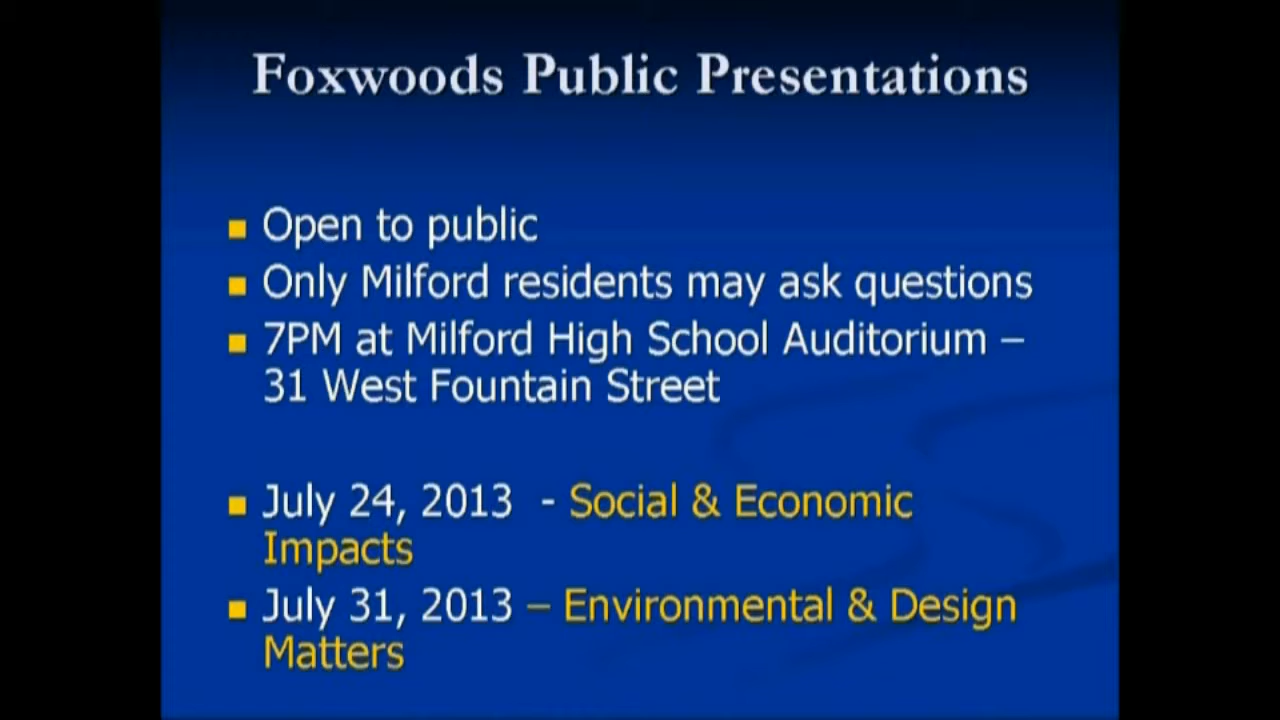 Foxwoods Public Presentations
Open to public
Only Milford residents may ask questions
7PM at Milford High School Auditorium –
31 West Fountain Street
July 24, 2013 - Social & Economic
Impacts
July 31, 2013 – Environmental & Design
Matters